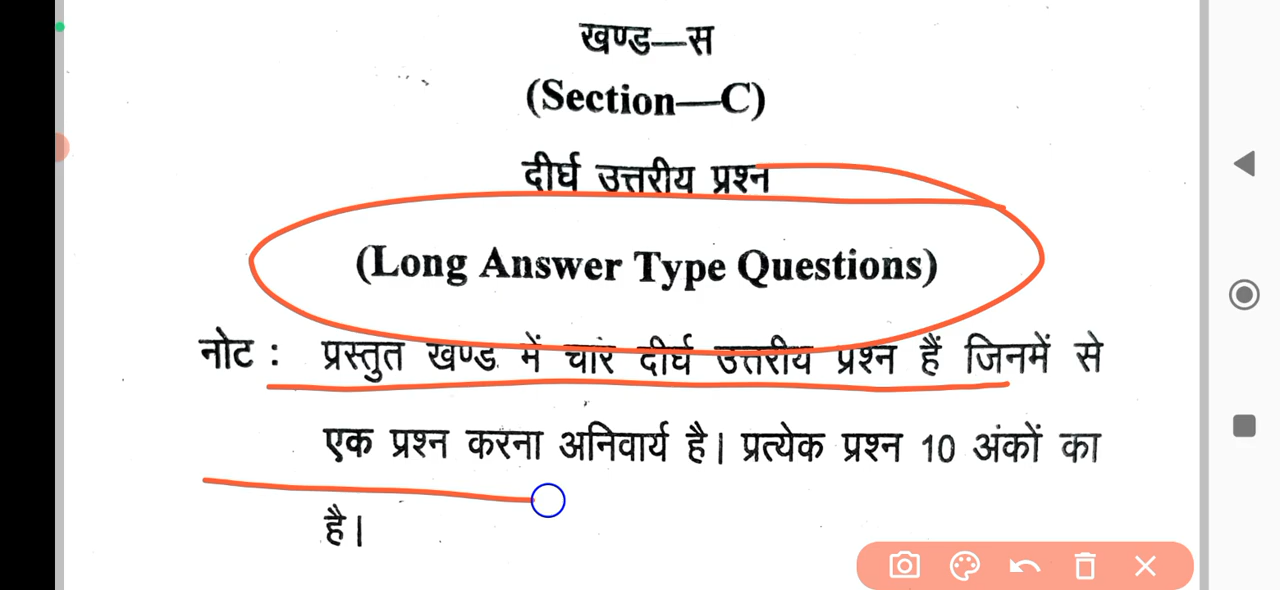 खण्ड—स
(Section—C)
दीर्घ उत्तरीय प्रश्न
(Long Answer Type Questions)
नोट : प्रस्तुत खण्ड में चार दीर्घ उत्तरीय प्रश्न हैं जिनमें से
एक प्रश्न करना अनिवार्य है। प्रत्येक प्रश्न 10 अंकों का
है।